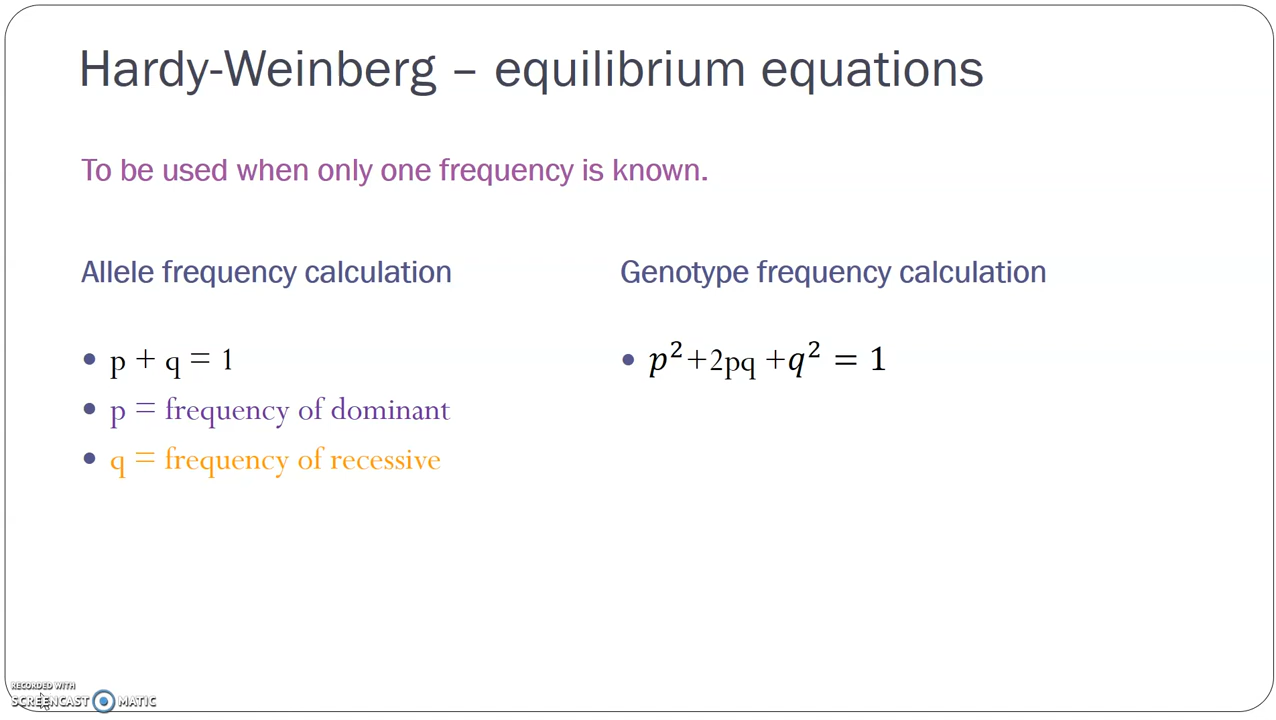 Hardy-Weinberg – equilibrium equations
To be used when only one frequency is known.
Allele frequency calculation
p + q = 1
p = frequency of dominant
q = frequency of recessive
Genotype frequency calculation
p²+2pq +q² = 1
RECORDED WITH
SCREENCAST MATIC